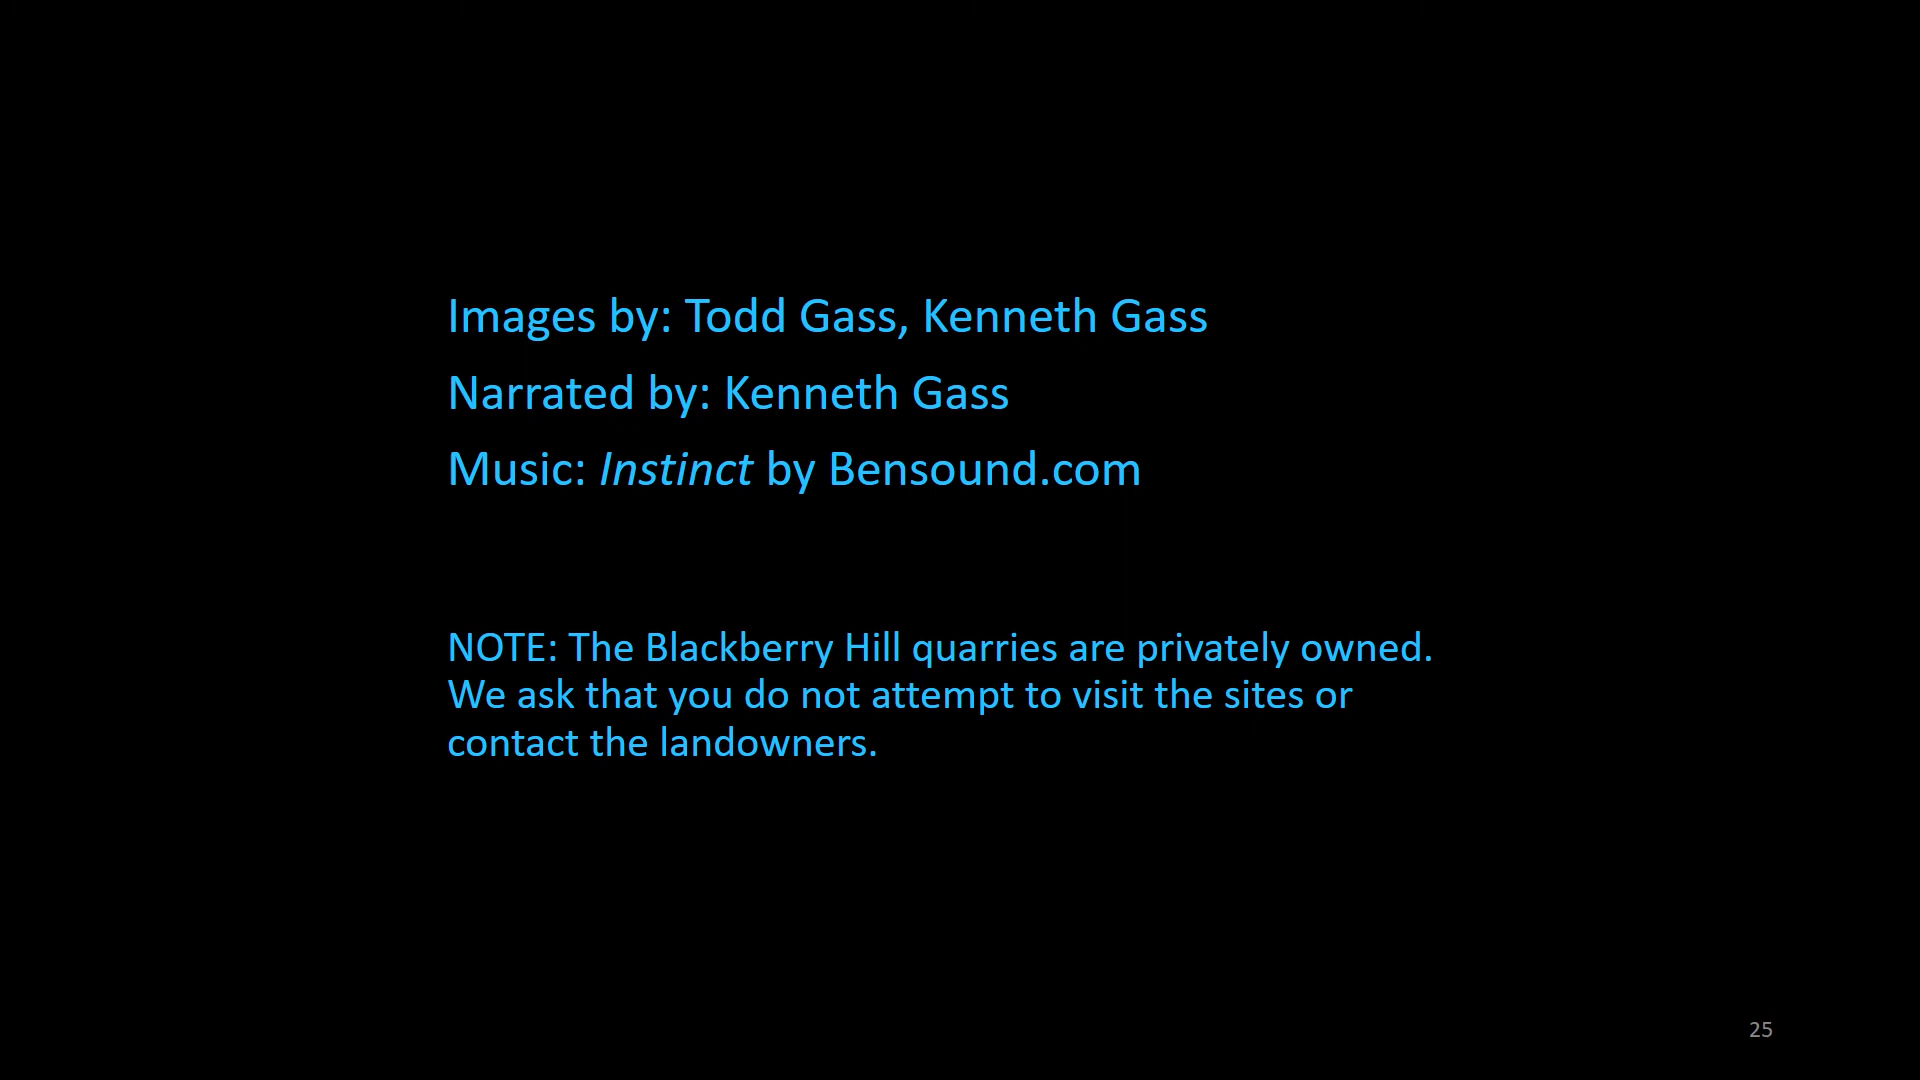 Images by: Todd Gass, Kenneth Gass
Narrated by: Kenneth Gass
Music: Instinct by Bensound.com
NOTE: The Blackberry Hill quarries are privately owned.
We ask that you do not attempt to visit the sites or
contact the landowners.
25